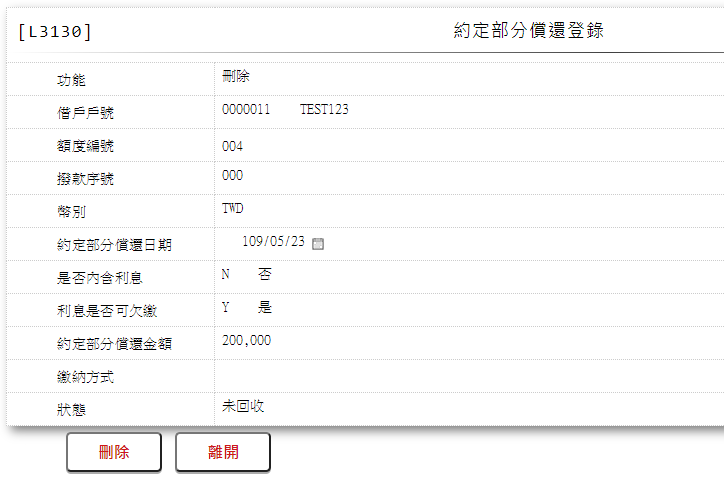 [L3130] 約定部分償還登錄
功能 刪除
借戶戶號 0000011 TEST123
額度編號 004
撥款序號 000
幣別 TWD
約定部分償還日期 109/05/23
是否內含利息 N 否
利息是否可欠繳 Y 是
約定部分償還金額 200,000
繳納方式
狀態 未回收
刪除 離開